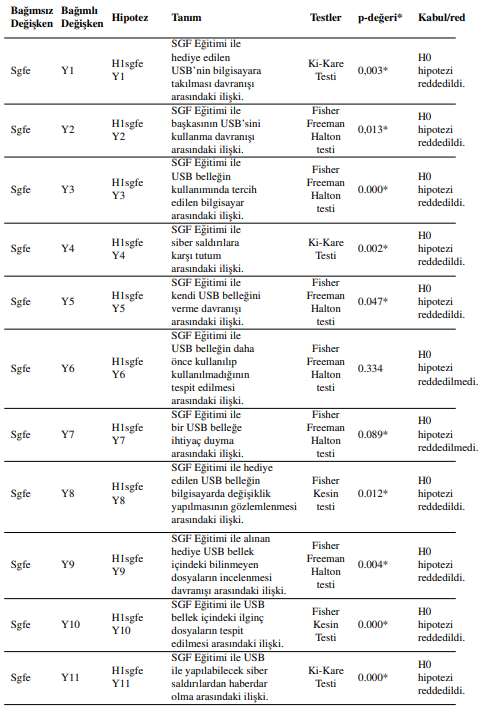 Bağımsız Değişken Bağımlı Değişken Hipotez Tanım Testler p-değeri* Kabul/red
Sgfe Y1 H1sgfe Y1 SGF Eğitimi ile hediye edilen USB'nin bilgisayara takılması davranışı arasındaki ilişki. Ki-Kare Testi 0,003* H0 hipotezi reddedildi.
Sgfe Y2 H1sgfe Y2 SGF Eğitimi ile başkasının USB'sini kullanma davranışı arasındaki ilişki. Fisher Freeman Halton testi 0,013* H0 hipotezi reddedildi.
Sgfe Y3 H1sgfe Y3 SGF Eğitimi ile USB belleğin kullanımında tercih edilen bilgisayar arasındaki ilişki. Fisher Freeman Halton testi 0.000* H0 hipotezi reddedildi.
Sgfe Y4 H1sgfe Y4 SGF Eğitimi ile siber saldırılara karşı tutum arasındaki ilişki. Ki-Kare Testi 0.002* H0 hipotezi reddedildi.
Sgfe Y5 H1sgfe Y5 SGF Eğitimi ile kendi USB belleğini verme davranışı arasındaki ilişki. Fisher Freeman Halton testi 0.047* H0 hipotezi reddedildi.
Sgfe Y6 H1sgfe Y6 SGF Eğitimi ile USB belleğin daha önce kullanılıp kullanılmadığının tespit edilmesi arasındaki ilişki. Fisher Freeman Halton testi 0.334 H0 hipotezi reddedilmedi.
Sgfe Y7 H1sgfe Y7 SGF Eğitimi ile bir USB belleğe ihtiyaç duyma arasındaki ilişki. Fisher Freeman Halton testi 0.089* H0 hipotezi reddedilmedi.
Sgfe Y8 H1sgfe Y8 SGF Eğitimi ile hediye edilen USB belleğin bilgisayarda değişiklik yapılmasının gözlemlenmesi arasındaki ilişki. Fisher Kesin testi 0.012* H0 hipotezi reddedildi.
Sgfe Y9 H1sgfe Y9 SGF Eğitimi ile alınan hediye USB bellek içindeki bilinmeyen dosyaların incelenmesi davranışı arasındaki ilişki. Fisher Freeman Halton testi 0.004* H0 hipotezi reddedildi.
Sgfe Y10 H1sgfe Y10 SGF Eğitimi ile USB bellek içindeki ilginç dosyaların tespit edilmesi arasındaki ilişki. Fisher Kesin Testi 0.000* H0 hipotezi reddedildi.
Sgfe Y11 H1sgfe Y11 SGF Eğitimi ile USB ile yapılabilecek siber saldırılardan haberdar olma arasındaki ilişki. Ki-Kare Testi 0.000* H0 hipotezi reddedildi.